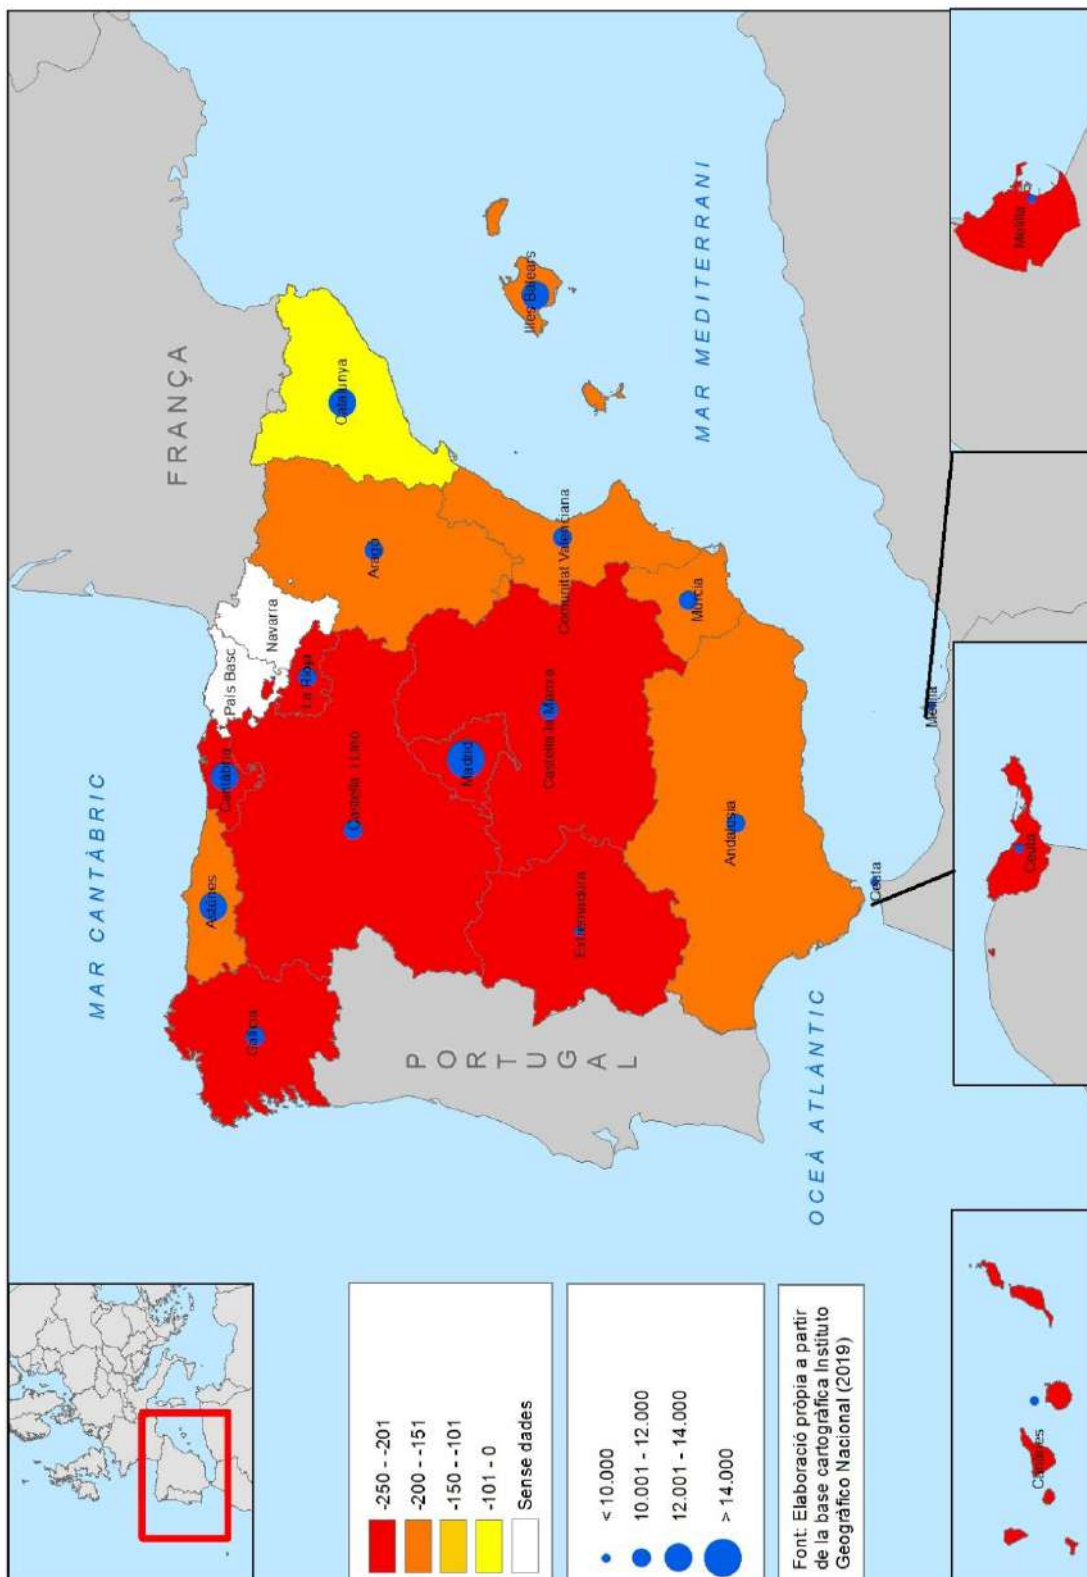 MAR CANTÀBRIC
FRANÇA
PORTUGAL
MAR MEDITERRANI
OCEÀ ATLÀNTIC
Galícia
Astúries
Cantàbria
País Basc
Navarra
La Rioja
Castella i Lleó
Aragó
Catalunya
Madrid
Castella-la Manxa
Extremadura
Comunitat Valenciana
Illes Balears
Múrcia
Andalusia
Ceuta
Melilla
Canàries
Ceuta
Melilla
-250 - -201
-200 - -151
-150 - -101
-101 - 0
Sense dades
< 10.000
10.001 - 12.000
12.001 - 14.000
> 14.000
Font: Elaboració pròpia a partir
de la base cartogràfica Instituto
Geográfico Nacional (2019)